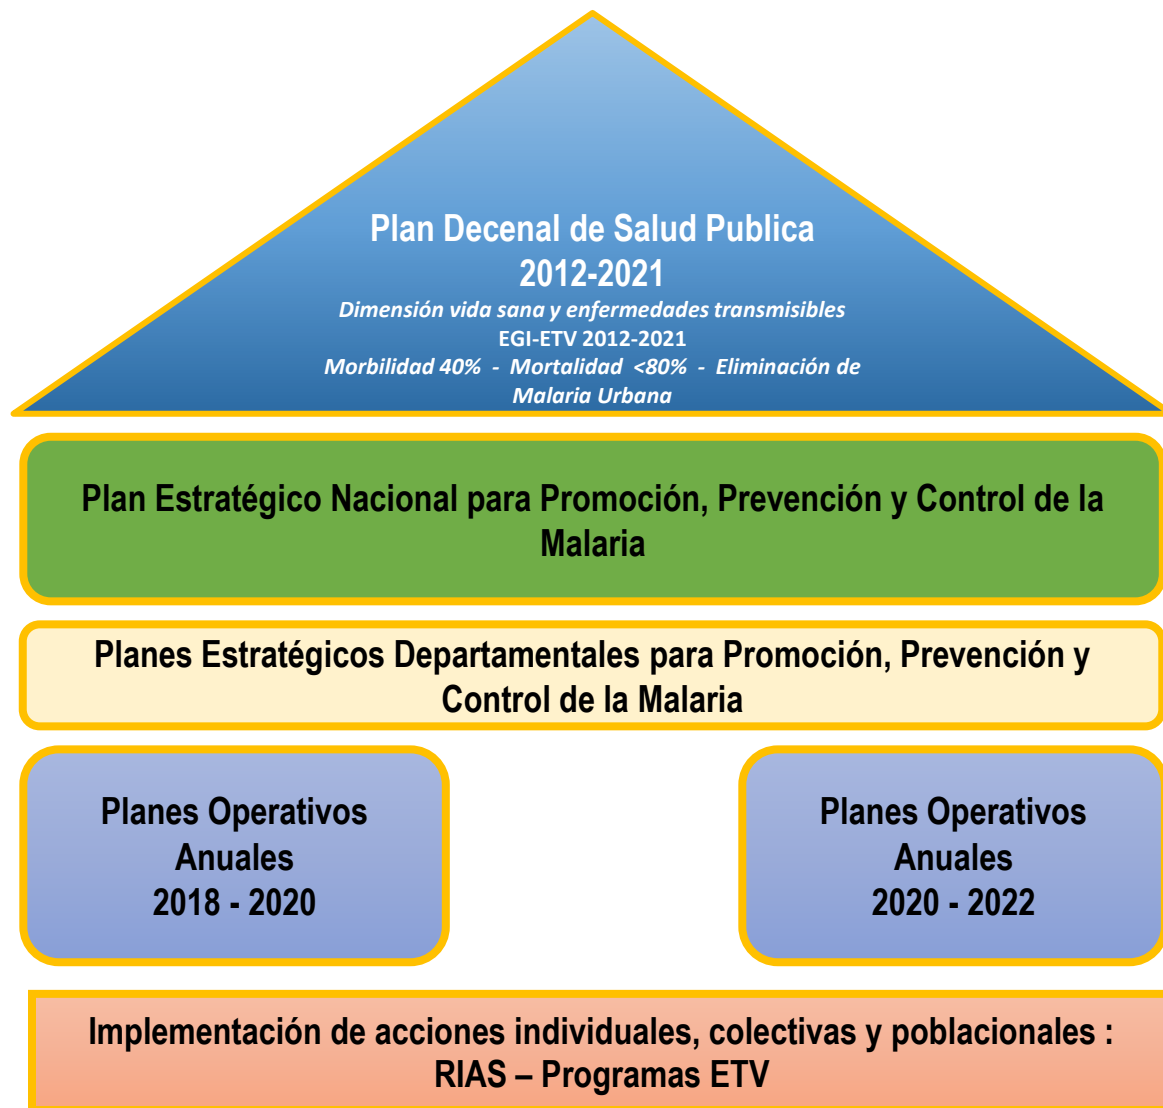 Plan Decenal de Salud Publica
2012-2021
Dimensión vida sana y enfermedades transmisibles
EGI-ETV 2012-2021
Morbilidad 40% - Mortalidad <80% - Eliminación de
Malaria Urbana
Plan Estratégico Nacional para Promoción, Prevención y Control de la
Malaria
Planes Estratégicos Departamentales para Promoción, Prevención y
Control de la Malaria
Planes Operativos
Anuales
2018 - 2020
Planes Operativos
Anuales
2020 - 2022
Implementación de acciones individuales, colectivas y poblacionales :
RIAS – Programas ETV